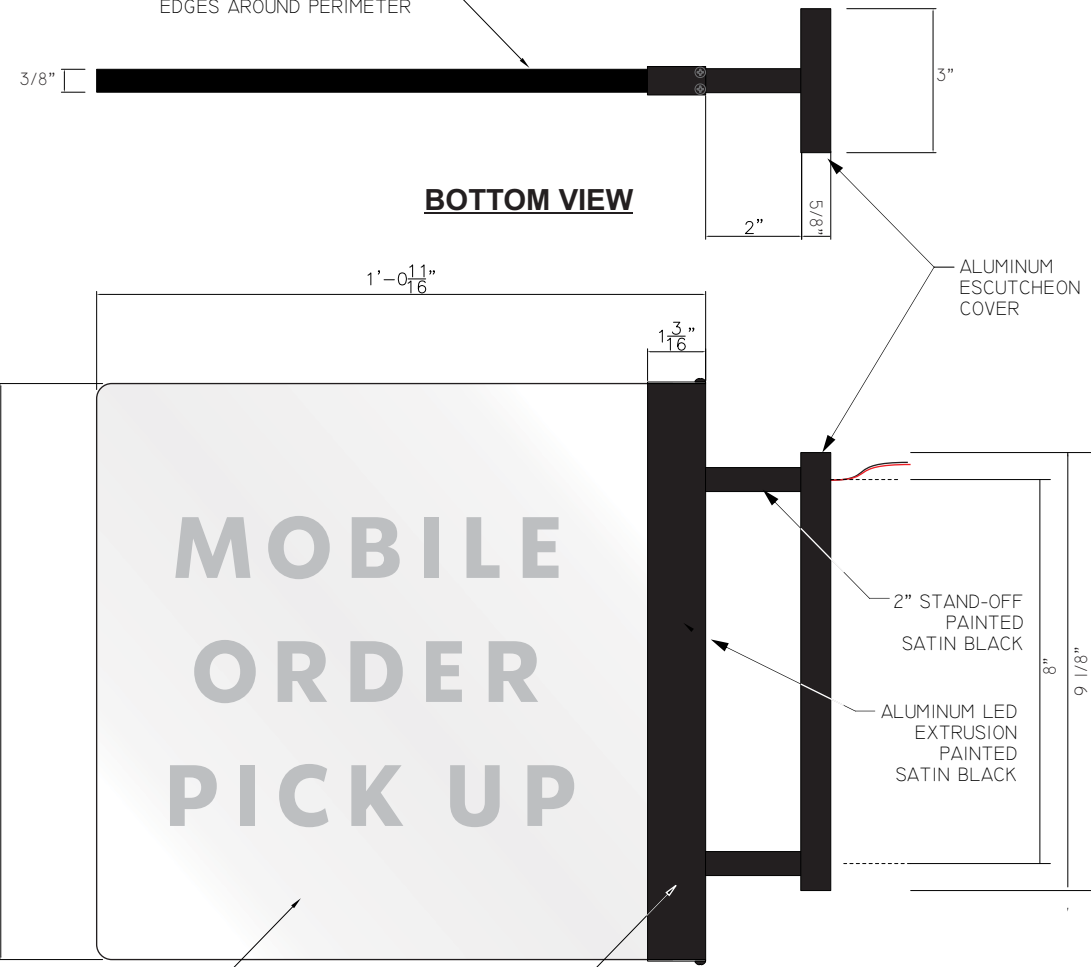 EDGES AROUND PERIMETER
3/8"
3"
BOTTOM VIEW
2"
5/8"
1'-0 11/16"
ALUMINUM
ESCUTCHEON
COVER
1 3/16"
MOBILE
ORDER
PICK UP
2" STAND-OFF
PAINTED
SATIN BLACK
8"
9 1/8"
ALUMINUM LED
EXTRUSION
PAINTED
SATIN BLACK